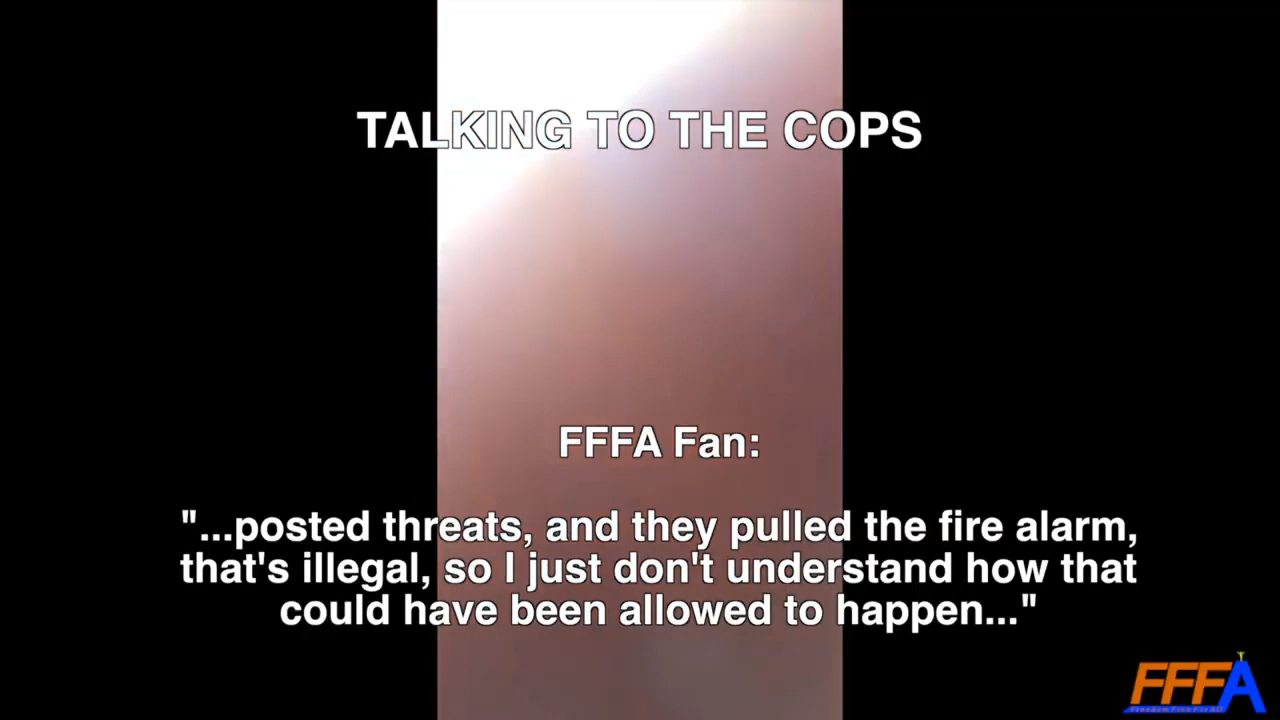 TALKING TO THE COPS
FFFA Fan:
"...posted threats, and they pulled the fire alarm,
that's illegal, so I just don't understand how that
could have been allowed to happen..."
FFFA